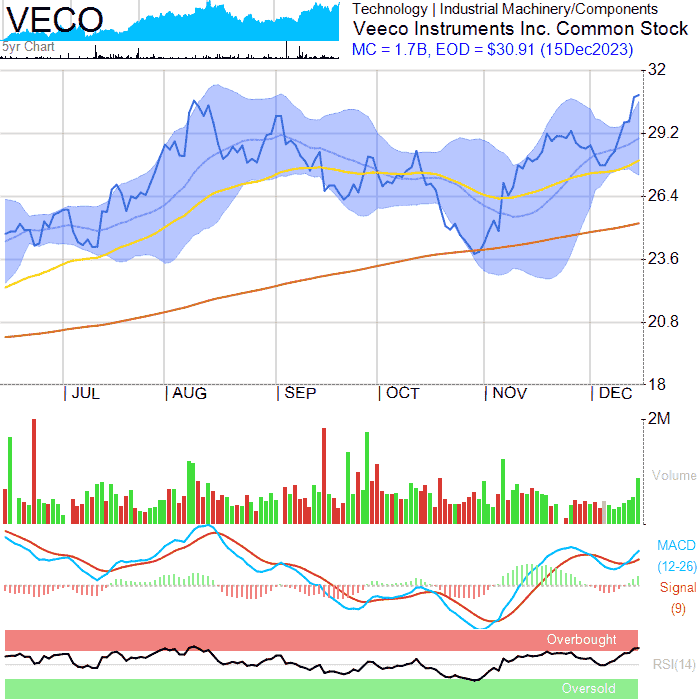 VECO
5yr Chart
Technology | Industrial Machinery/Components
Veeco Instruments Inc. Common Stock
MC = 1.7B, EOD = $30.91 (15Dec2023)
32
29.2
26.4
23.6
20.8
18
JUL AUG SEP OCT NOV DEC
2M
Volume
MACD
(12-26)
Signal
(9)
Overbought
RSI(14)
Oversold